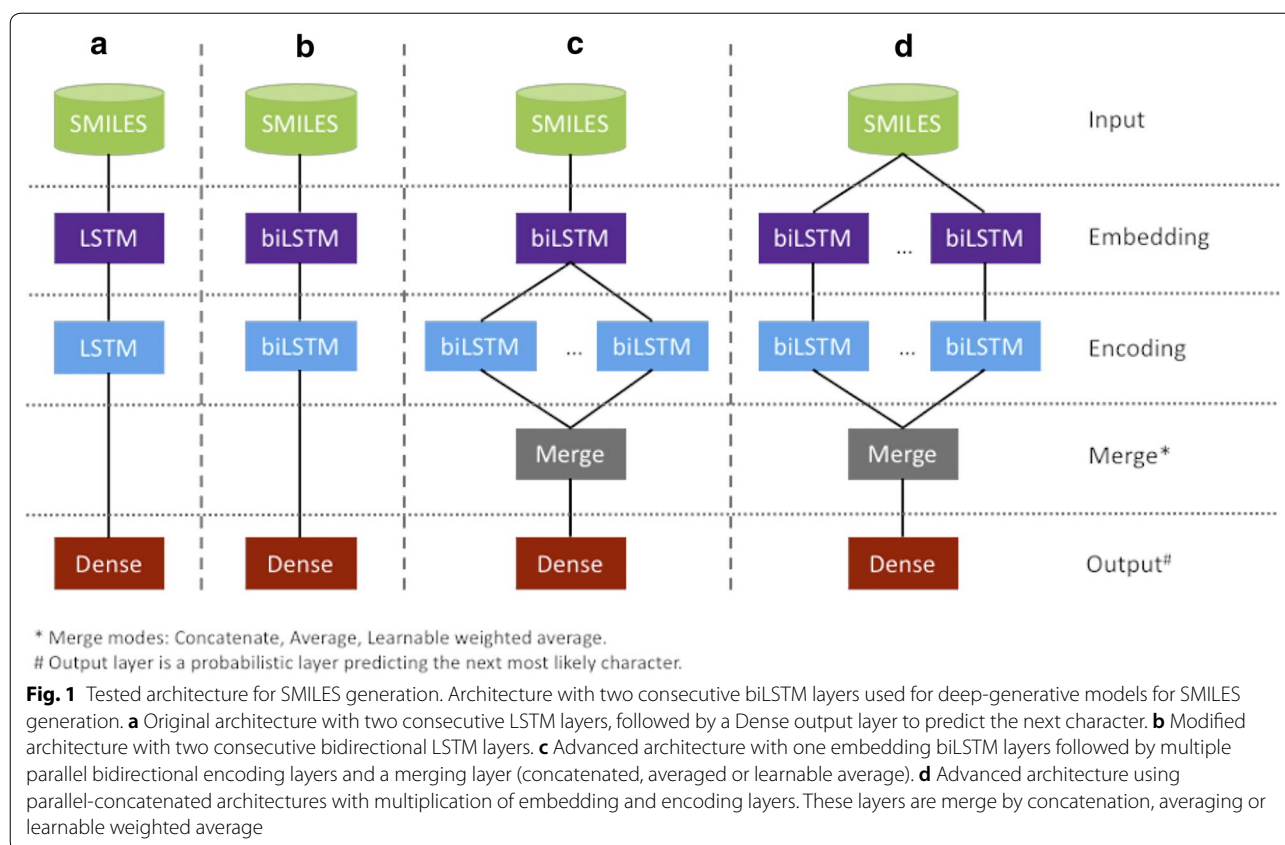 a b c d
SMILES SMILES SMILES SMILES Input
LSTM biLSTM biLSTM biLSTM ... biLSTM Embedding
LSTM biLSTM biLSTM ... biLSTM biLSTM ... biLSTM Encoding
Merge Merge Merge*
Dense Dense Dense Dense Output#
* Merge modes: Concatenate, Average, Learnable weighted average.
# Output layer is a probabilistic layer predicting the next most likely character.
Fig. 1 Tested architecture for SMILES generation. Architecture with two consecutive biLSTM layers used for deep-generative models for SMILES
generation. a Original architecture with two consecutive LSTM layers, followed by a Dense output layer to predict the next character. b Modified
architecture with two consecutive bidirectional LSTM layers. c Advanced architecture with one embedding biLSTM layers followed by multiple
parallel bidirectional encoding layers and a merging layer (concatenated, averaged or learnable average). d Advanced architecture using
parallel-concatenated architectures with multiplication of embedding and encoding layers. These layers are merge by concatenation, averaging or
learnable weighted average